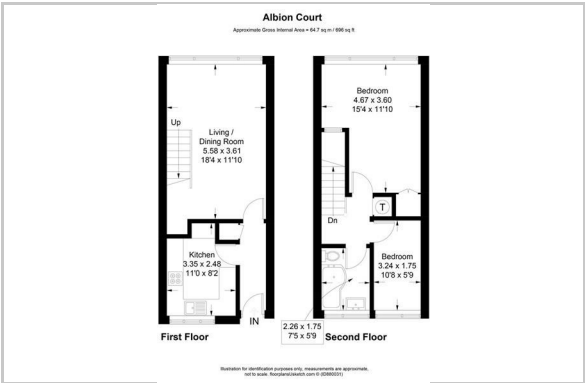 Albion Court
Approximate Gross Internal Area = 64.7 sq m / 696 sq ft
Up
Living /
Dining Room
5.58 x 3.61
18'4 x 11'10
Kitchen
3.35 x 2.48
11'0 x 8'2
IN
First Floor
Bedroom
4.67 x 3.60
15'4 x 11'10
T
Dn
Bedroom
3.24 x 1.75
10'8 x 5'9
2.26 x 1.75
7'5 x 5'9
Second Floor
Illustration for identification purposes only, measurements are approximate,
not to scale. floorplansUsketch.com © (ID880031)